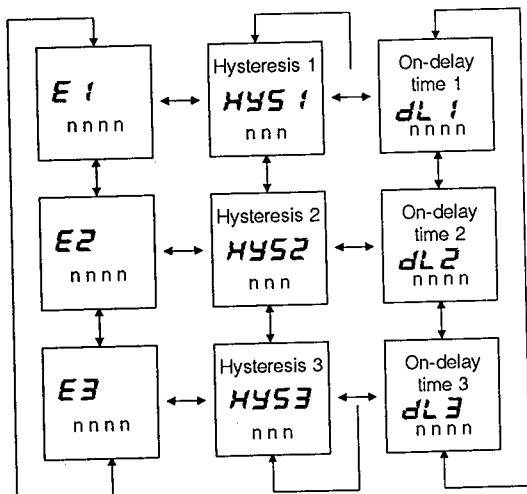 E1
nnnn
Hysteresis 1
HYS1
nnn
On-delay
time 1
dL1
nnnn
E2
nnnn
Hysteresis 2
HYS2
nnn
On-delay
time 2
dL2
nnnn
E3
nnnn
Hysteresis 3
HYS3
nnn
On-delay
time 3
dL3
nnnn